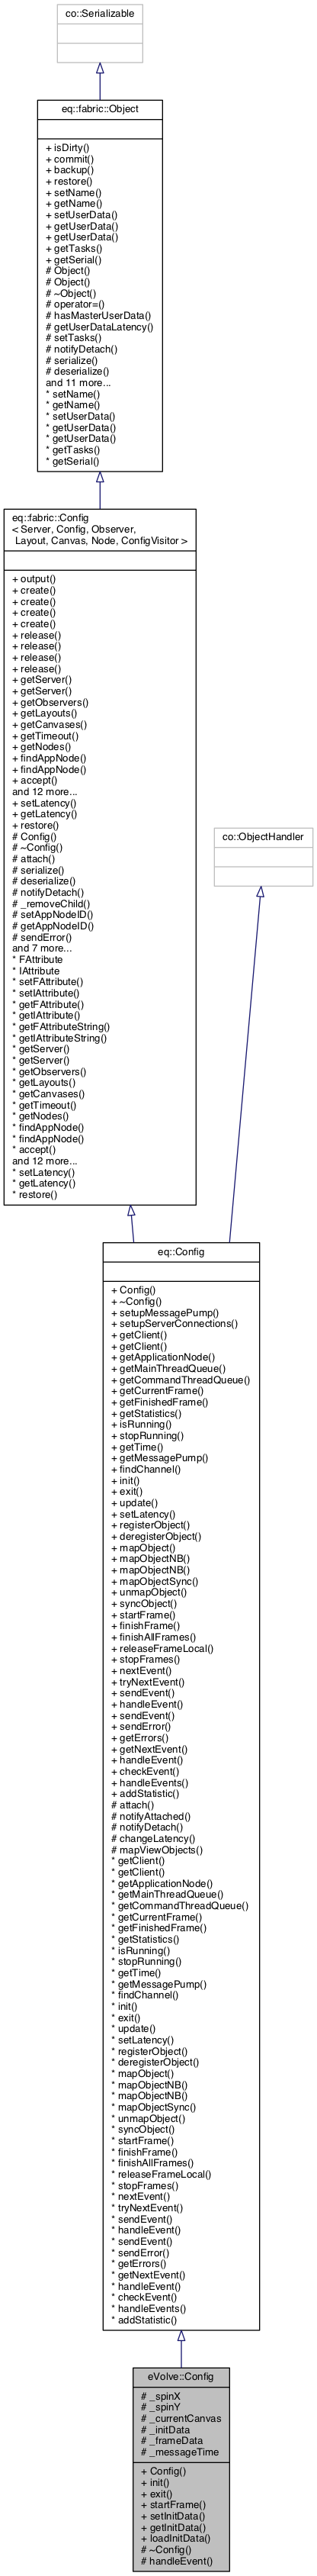 co::Serializable
eq::fabric::Object
+ isDirty()
+ commit()
+ backup()
+ restore()
+ setName()
+ getName()
+ setUserData()
+ getUserData()
+ getUserData()
+ getTasks()
+ getSerial()
# Object()
# Object()
# ~Object()
# operator=()
# hasMasterUserData()
# getUserDataLatency()
# setTasks()
# notifyDetach()
# serialize()
# deserialize()
and 11 more...
* setName()
* getName()
* setUserData()
* getUserData()
* getUserData()
* getTasks()
* getSerial()
eq::fabric::Config
< Server, Config, Observer,
Layout, Canvas, Node, ConfigVisitor >
+ output()
+ create()
+ create()
+ create()
+ create()
+ release()
+ release()
+ release()
+ release()
+ getServer()
+ getServer()
+ getObservers()
+ getLayouts()
+ getCanvases()
+ getTimeout()
+ getNodes()
+ findAppNode()
+ findAppNode()
+ accept()
and 12 more...
+ setLatency()
+ getLatency()
+ restore()
# Config()
# ~Config()
# attach()
# serialize()
# deserialize()
# notifyDetach()
# _removeChild()
# setAppNodeID()
# getAppNodeID()
# sendError()
and 7 more...
* FAttribute
* IAttribute
* setFAttribute()
* setIAttribute()
* getFAttribute()
* getIAttribute()
* getFAttributeString()
* getIAttributeString()
* getServer()
* getServer()
* getObservers()
* getLayouts()
* getCanvases()
* getTimeout()
* getNodes()
* findAppNode()
* findAppNode()
* accept()
and 12 more...
* setLatency()
* getLatency()
* restore()
co::ObjectHandler
eq::Config
+ Config()
+ ~Config()
+ setupMessagePump()
+ setupServerConnections()
+ getClient()
+ getClient()
+ getApplicationNode()
+ getMainThreadQueue()
+ getCommandThreadQueue()
+ getCurrentFrame()
+ getFinishedFrame()
+ getStatistics()
+ isRunning()
+ stopRunning()
+ getTime()
+ getMessagePump()
+ findChannel()
+ init()
+ exit()
+ update()
+ setLatency()
+ registerObject()
+ deregisterObject()
+ mapObject()
+ mapObjectNB()
+ mapObjectNB()
+ mapObjectSync()
+ unmapObject()
+ syncObject()
+ startFrame()
+ finishFrame()
+ finishAllFrames()
+ releaseFrameLocal()
+ stopFrames()
+ nextEvent()
+ tryNextEvent()
+ sendEvent()
+ handleEvent()
+ sendEvent()
+ sendError()
+ getErrors()
+ getNextEvent()
+ handleEvent()
+ checkEvent()
+ handleEvents()
+ addStatistic()
# attach()
# notifyAttached()
# notifyDetach()
# changeLatency()
# mapViewObjects()
* getClient()
* getClient()
* getApplicationNode()
* getMainThreadQueue()
* getCommandThreadQueue()
* getCurrentFrame()
* getFinishedFrame()
* getStatistics()
* isRunning()
* stopRunning()
* getTime()
* getMessagePump()
* findChannel()
* init()
* exit()
* update()
* setLatency()
* registerObject()
* deregisterObject()
* mapObject()
* mapObjectNB()
* mapObjectNB()
* mapObjectSync()
* unmapObject()
* syncObject()
* startFrame()
* finishFrame()
* finishAllFrames()
* releaseFrameLocal()
* stopFrames()
* nextEvent()
* tryNextEvent()
* sendEvent()
* handleEvent()
* sendEvent()
* sendError()
* getErrors()
* getNextEvent()
* handleEvent()
* checkEvent()
* handleEvents()
* addStatistic()
eVolve::Config
# _spinX
# _spinY
# _currentCanvas
# _initData
# _frameData
# _messageTime
+ Config()
+ init()
+ exit()
+ startFrame()
+ setInitData()
+ getInitData()
+ loadInitData()
# ~Config()
# handleEvent()